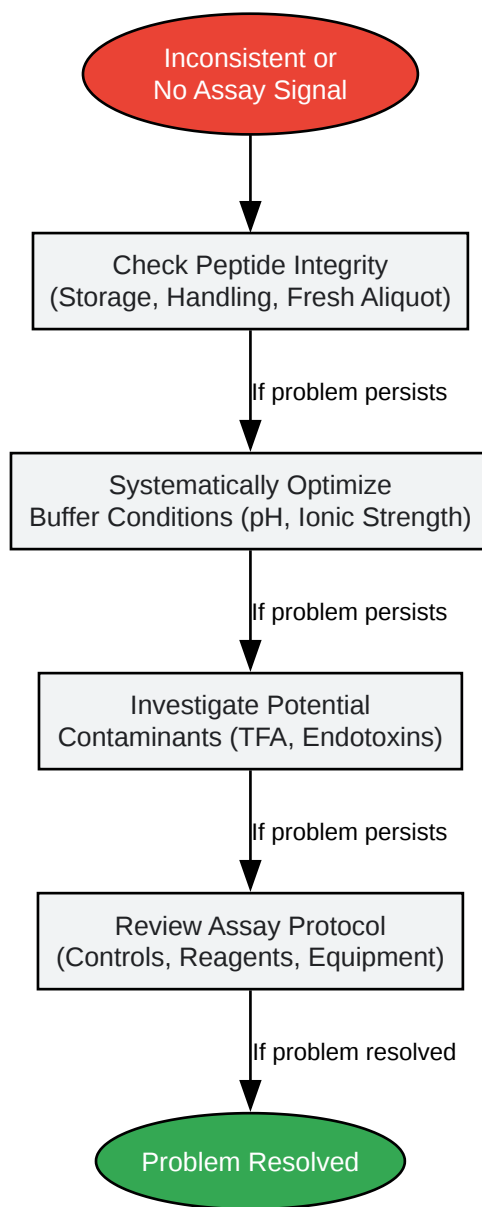 Inconsistent or
No Assay Signal
Check Peptide Integrity
(Storage, Handling, Fresh Aliquot)
If problem persists
Systematically Optimize
Buffer Conditions (pH, Ionic Strength)
If problem persists
Investigate Potential
Contaminants (TFA, Endotoxins)
If problem persists
Review Assay Protocol
(Controls, Reagents, Equipment)
If problem resolved
Problem Resolved